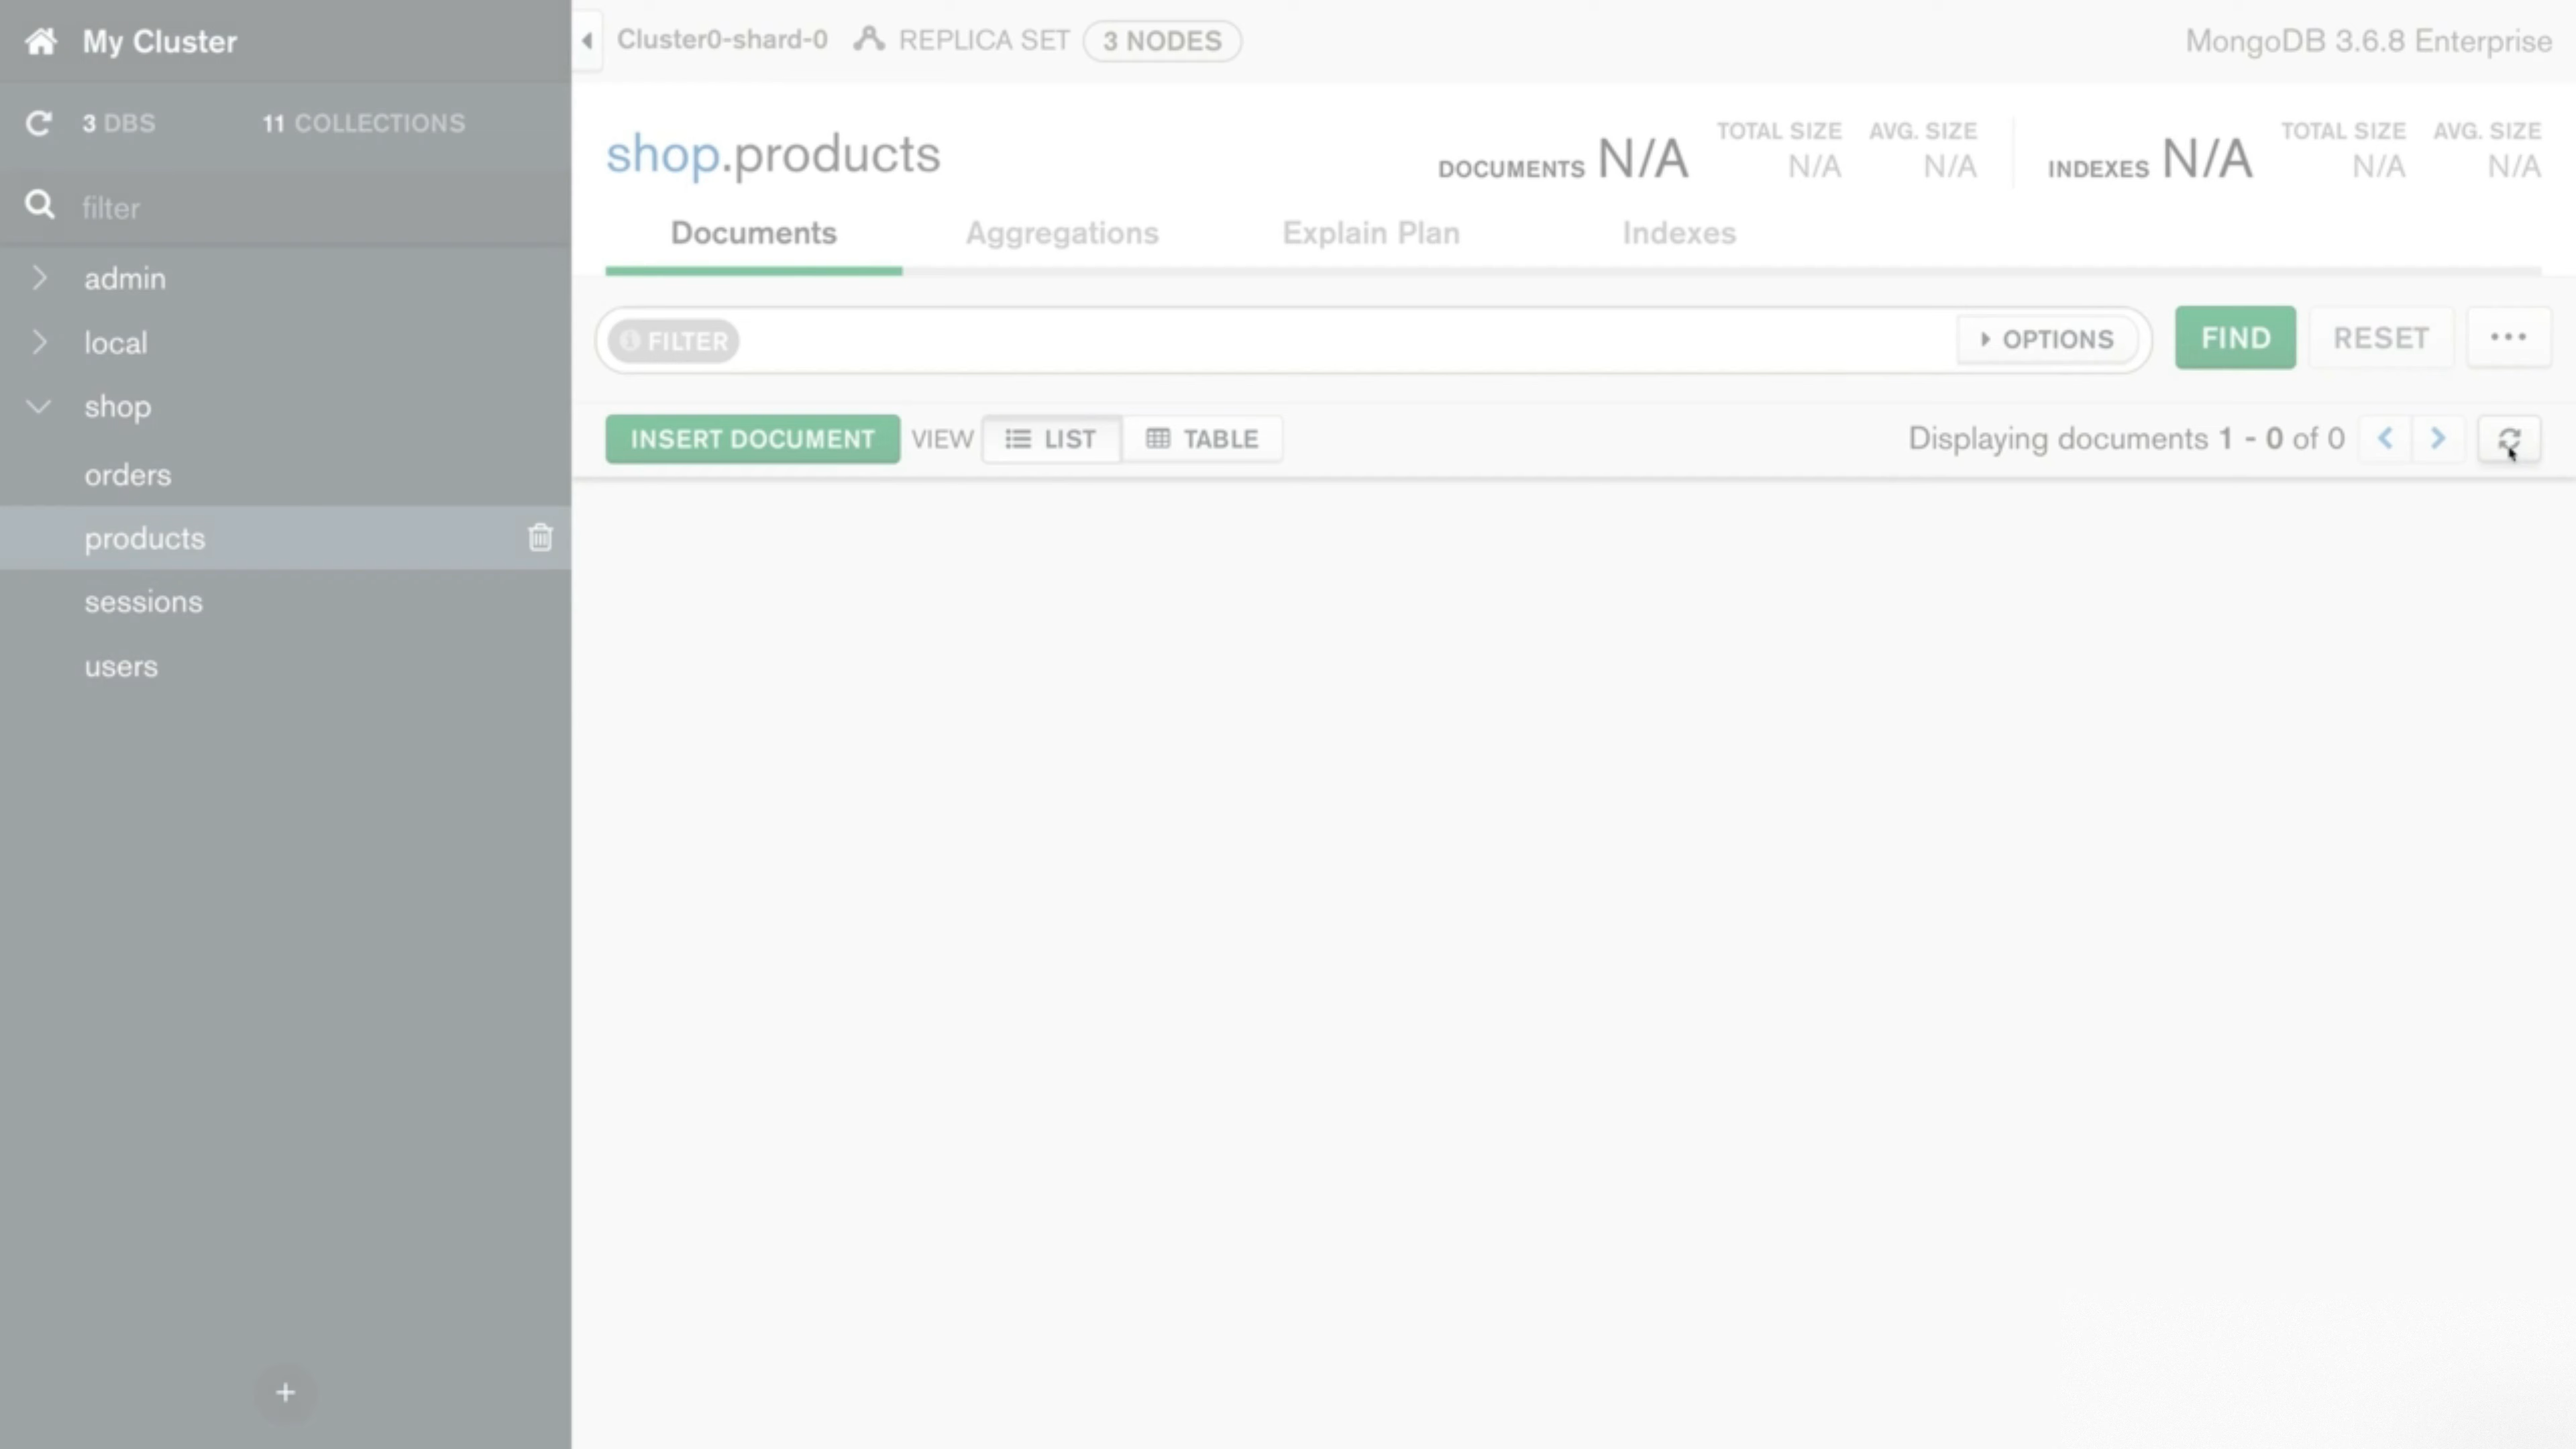 My Cluster
3 DBS 11 COLLECTIONS
filter
admin
local
shop
orders
products
sessions
users
+
Cluster0-shard-0 REPLICA SET 3 NODES MongoDB 3.6.8 Enterprise
shop.products
DOCUMENTS N/A TOTAL SIZE N/A AVG. SIZE N/A INDEXES N/A TOTAL SIZE N/A AVG. SIZE N/A
Documents Aggregations Explain Plan Indexes
FILTER OPTIONS FIND RESET ...
INSERT DOCUMENT VIEW LIST TABLE Displaying documents 1 - 0 of 0